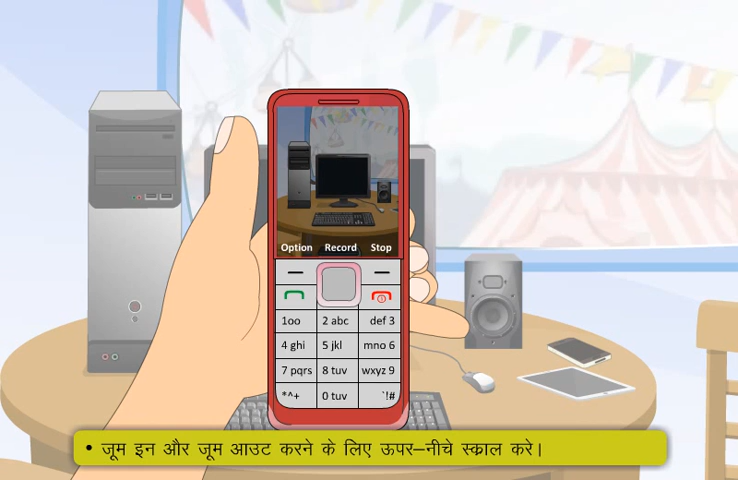 Option Record Stop
1oo 2 abc def 3
4 ghi 5 jkl mno 6
7 pqrs 8 tuv wxyz 9
*^+ 0 tuv `!#
• जूम इन और जूम आउट करने के लिए ऊपर–नीचे स्क्राल करे।